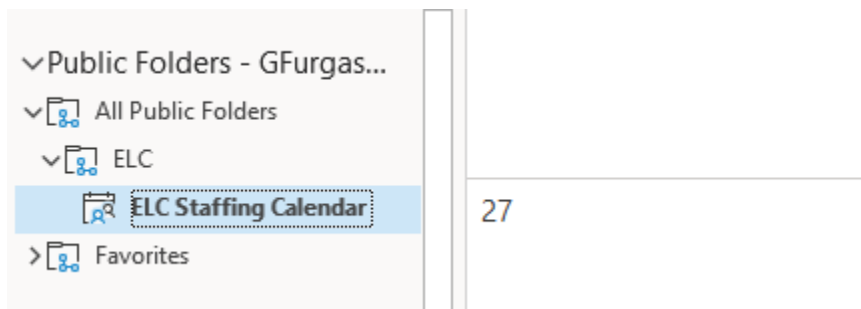 Public Folders - GFurgas...
All Public Folders
ELC
ELC Staffing Calendar
27
Favorites